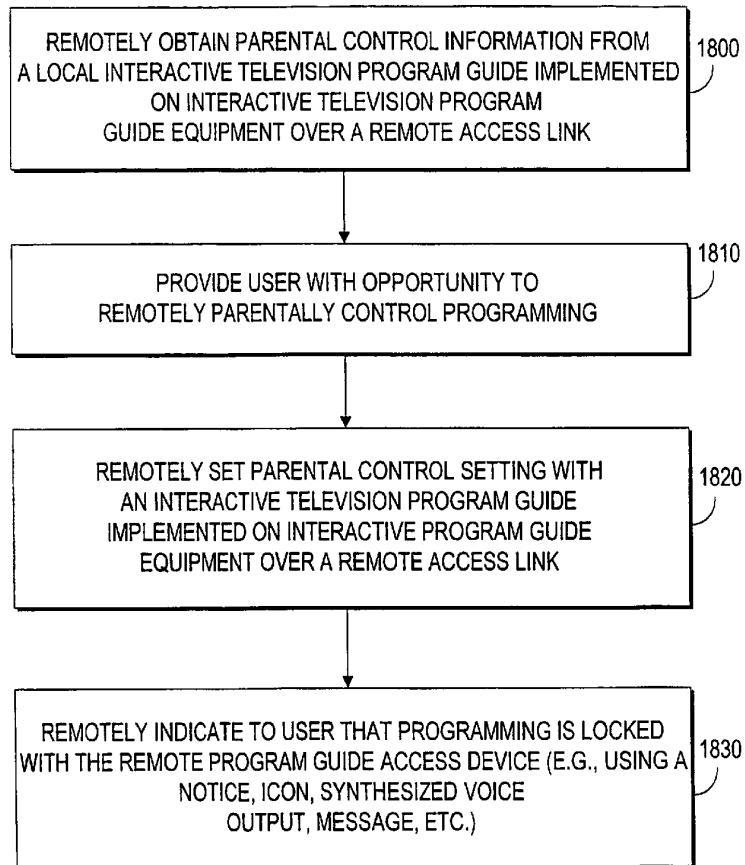 REMOTELY OBTAIN PARENTAL CONTROL INFORMATION FROM
A LOCAL INTERACTIVE TELEVISION PROGRAM GUIDE IMPLEMENTED
ON INTERACTIVE TELEVISION PROGRAM
GUIDE EQUIPMENT OVER A REMOTE ACCESS LINK
1800
PROVIDE USER WITH OPPORTUNITY TO
REMOTELY PARENTALLY CONTROL PROGRAMMING
1810
REMOTELY SET PARENTAL CONTROL SETTING WITH
AN INTERACTIVE TELEVISION PROGRAM GUIDE
IMPLEMENTED ON INTERACTIVE PROGRAM GUIDE
EQUIPMENT OVER A REMOTE ACCESS LINK
1820
REMOTELY INDICATE TO USER THAT PROGRAMMING IS LOCKED
WITH THE REMOTE PROGRAM GUIDE ACCESS DEVICE (E.G., USING A
NOTICE, ICON, SYNTHESIZED VOICE
OUTPUT, MESSAGE, ETC.)
1830